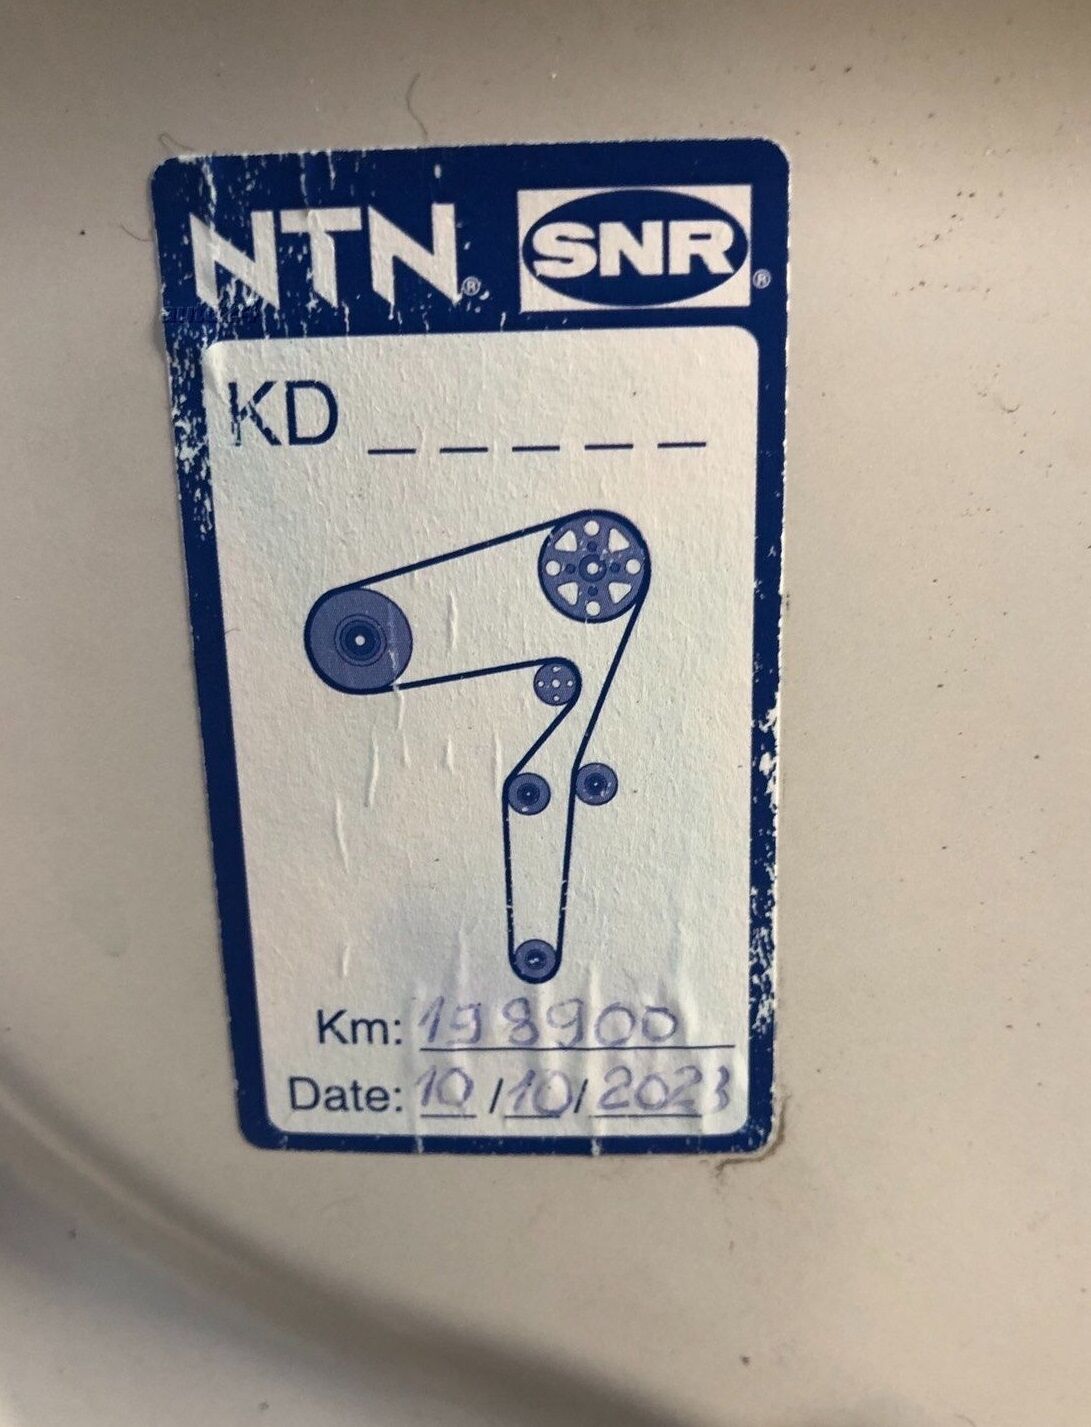 NTN® SNR®
KD _ _ _ _ _
Km: 198900
Date: 10/10/2023